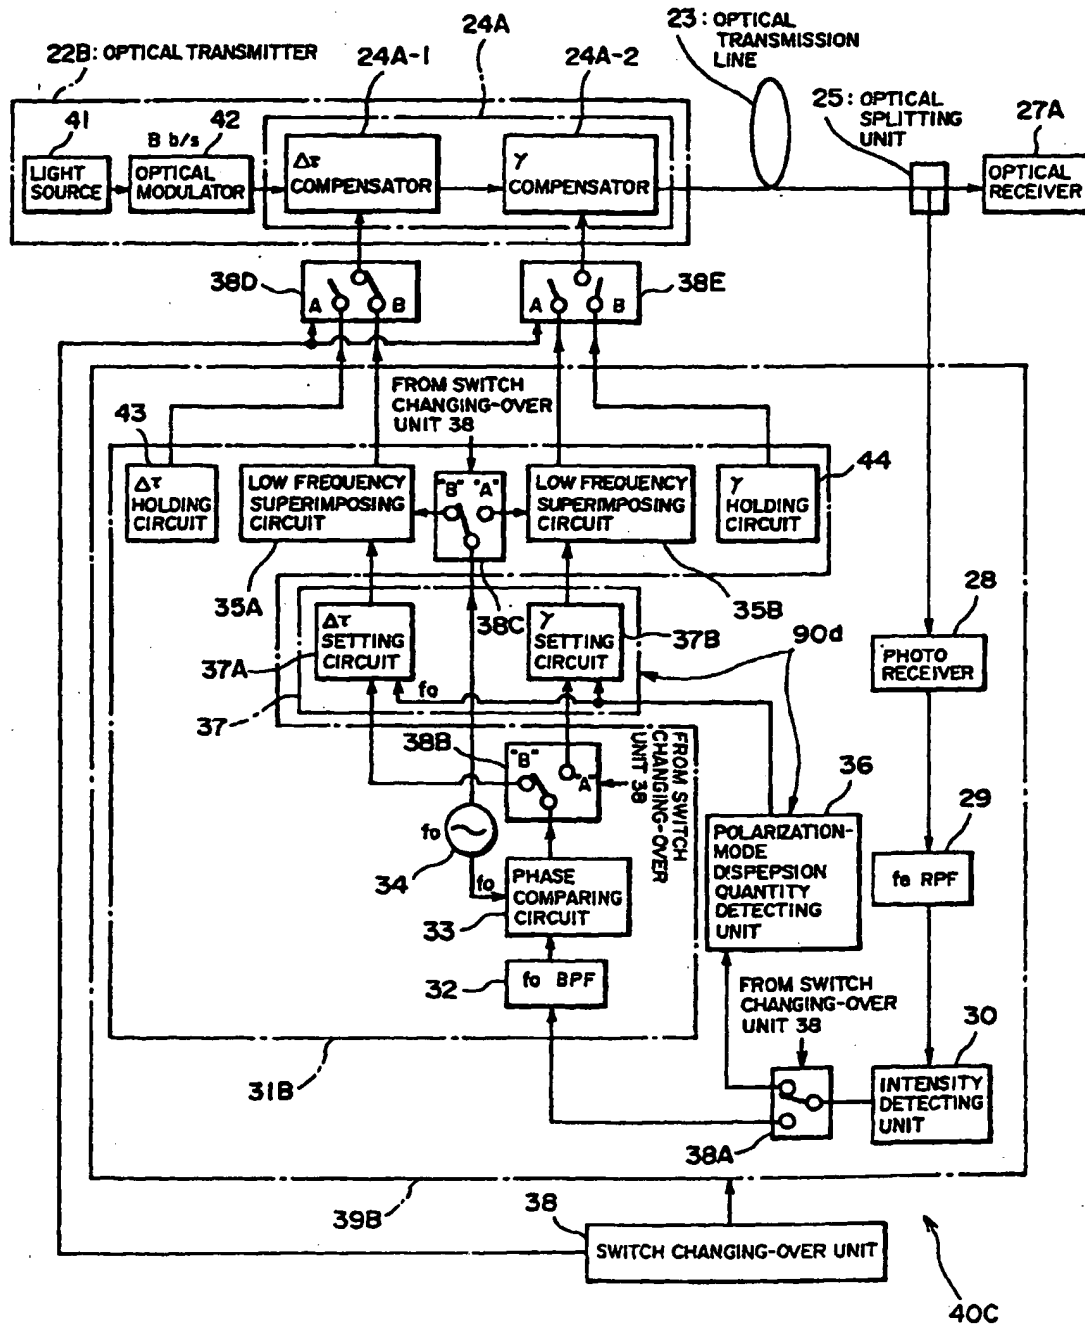 24A
23: OPTICAL
TRANSMISSION
LINE
22B: OPTICAL TRANSMITTER
24A-1
24A-2
25: OPTICAL
SPLITTING
UNIT
27A
41
B b/s
42
LIGHT
SOURCE
OPTICAL
MODULATOR
Δτ
COMPENSATOR
γ
COMPENSATOR
OPTICAL
RECEIVER
38D
A
B
A
B
38E
FROM SWITCH
CHANGING-OVER
UNIT 38
43
44
Δτ
HOLDING
CIRCUIT
LOW FREQUENCY
SUPERIMPOSING
CIRCUIT
"B"
"A"
LOW FREQUENCY
SUPERIMPOSING
CIRCUIT
γ
HOLDING
CIRCUIT
35A
38C
35B
28
37A
Δτ
SETTING
CIRCUIT
γ
SETTING
CIRCUIT
37B
90d
PHOTO
RECEIVER
fo
37
38B
"B"
"A"
FROM SWITCH
CHANGING-OVER
UNIT 38
36
fo
34
29
POLARIZATION-
MODE
DISPEPSION
QUANTITY
DETECTING
UNIT
fe RPF
fo
PHASE
COMPARING
CIRCUIT
33
32
fo BPF
FROM SWITCH
CHANGING-OVER
UNIT 38
30
31B
INTENSITY
DETECTING
UNIT
38A
39B
38
SWITCH CHANGING-OVER UNIT
40C